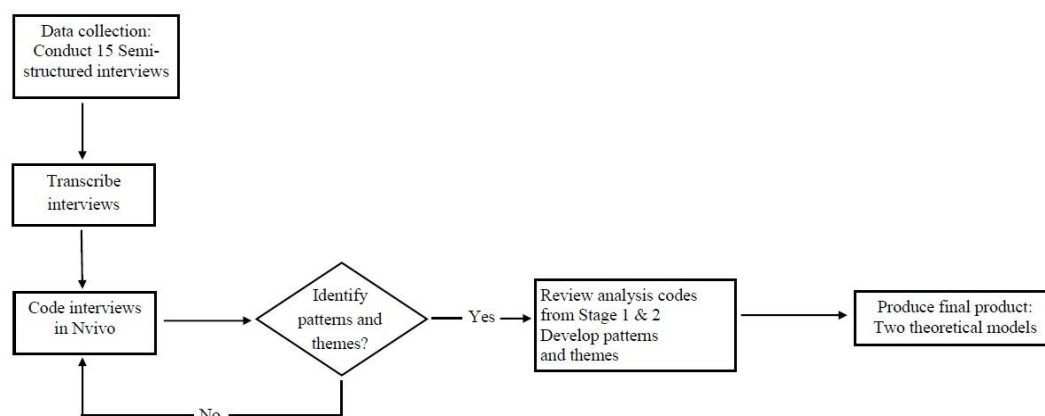 Data collection:
Conduct 15 Semi-
structured interviews
Transcribe
interviews
Code interviews
in Nvivo
Identify
patterns and
themes?
Yes
No
Review analysis codes
from Stage 1 & 2
Develop patterns
and themes
Produce final product:
Two theoretical models